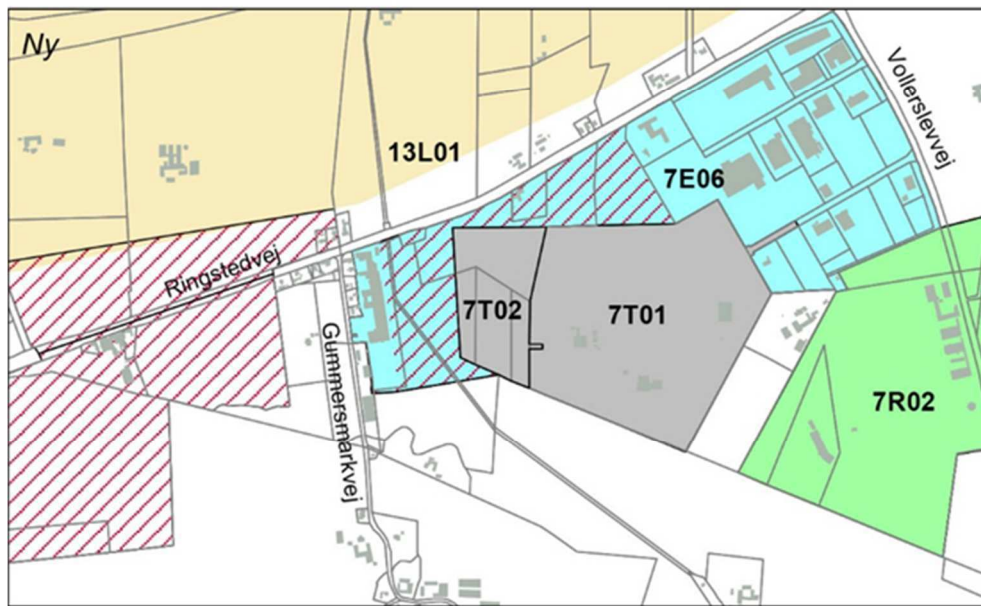 Ny
Vollerslevvej
13L01
7E06
Ringstedvej
7T02
7T01
Gummersmarkvej
7R02